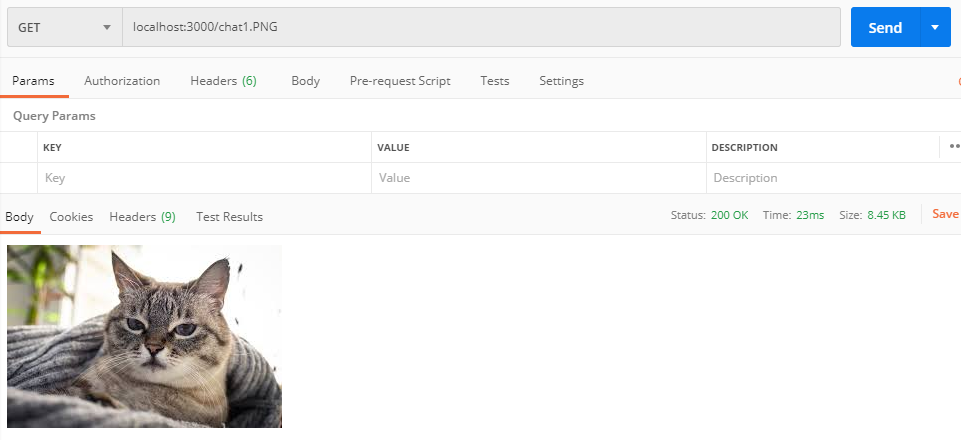 GET localhost:3000/chat1.PNG Send
Params Authorization Headers (6) Body Pre-request Script Tests Settings
Query Params
KEY VALUE DESCRIPTION
Key Value Description
Body Cookies Headers (9) Test Results Status: 200 OK Time: 23ms Size: 8.45 KB Save